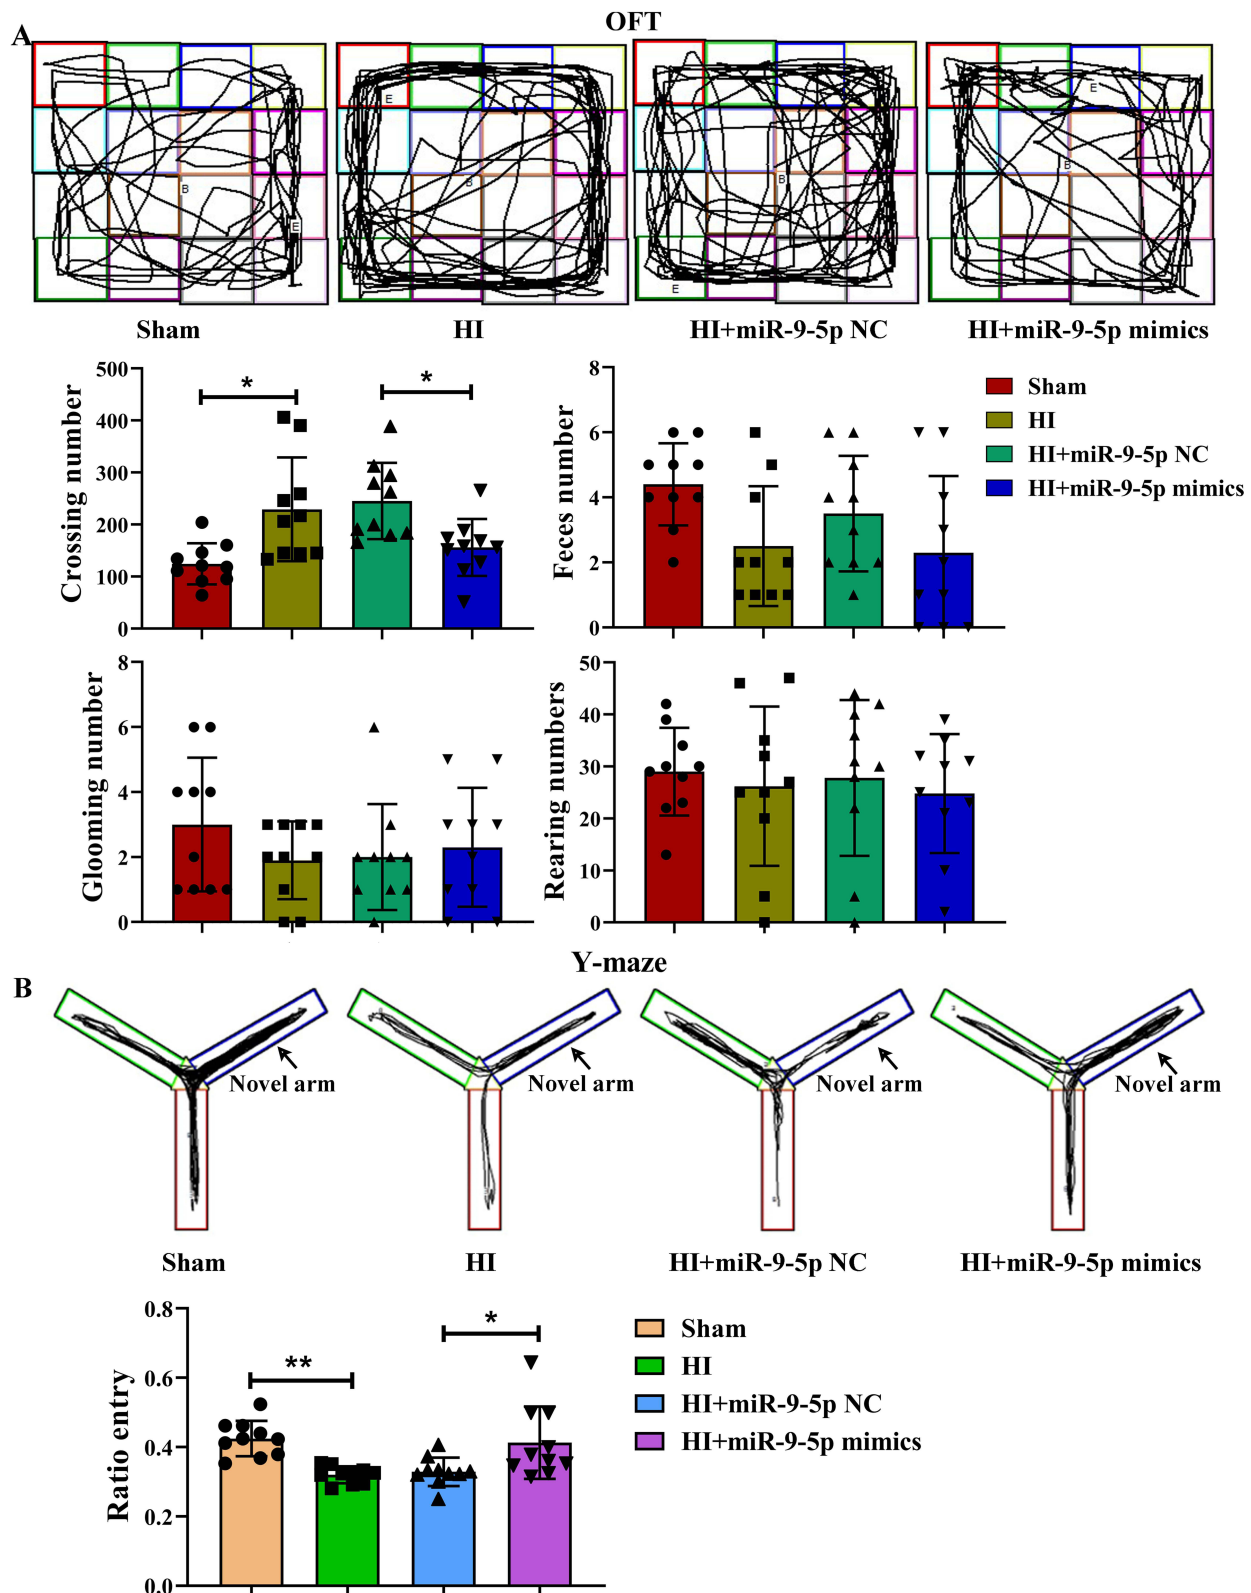 OFT
A
E
B
E
E
B
B
E
E
B
Sham
HI
HI+miR-9-5p NC
HI+miR-9-5p mimics
Crossing number
500
400
300
200
100
0
*
*
Feces number
8
6
4
2
0
Sham
HI
HI+miR-9-5p NC
HI+miR-9-5p mimics
Glooming number
8
6
4
2
0
Rearing numbers
50
40
30
20
10
0
Y-maze
B
Novel arm
Novel arm
Novel arm
Novel arm
Sham
HI
HI+miR-9-5p NC
HI+miR-9-5p mimics
Ratio entry
0.8
0.6
0.4
0.2
0.0
**
*
Sham
HI
HI+miR-9-5p NC
HI+miR-9-5p mimics